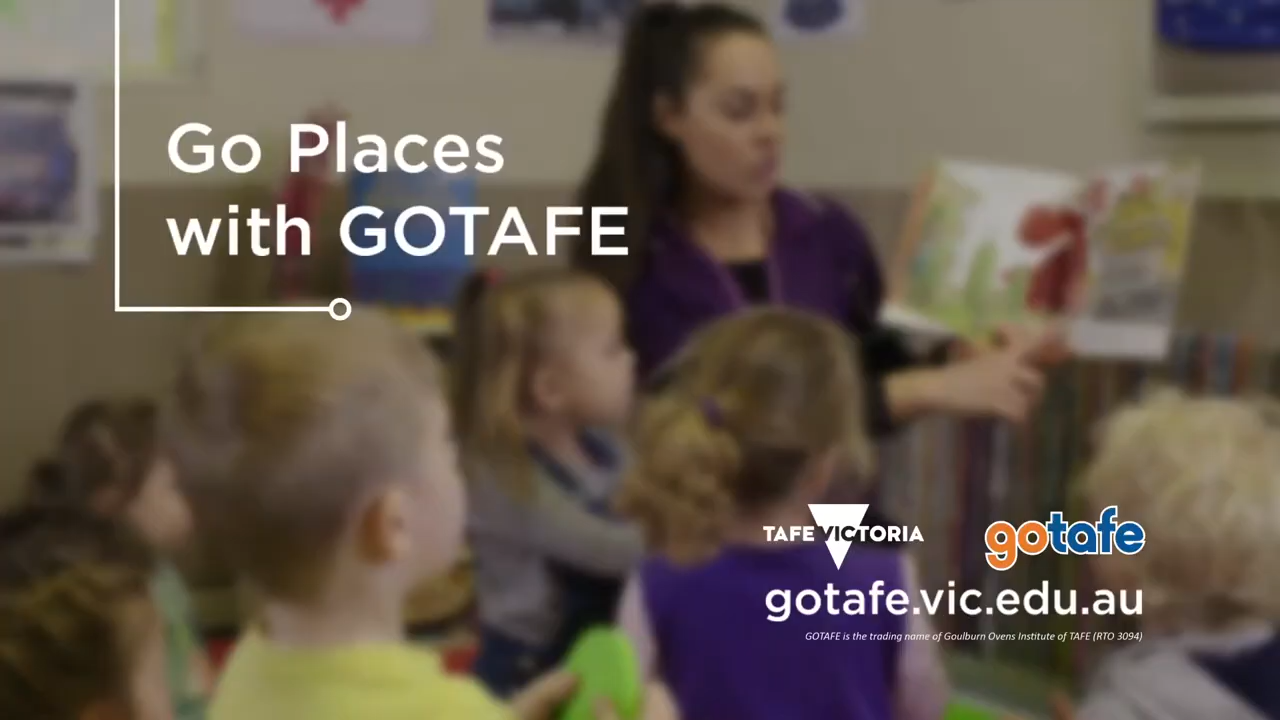 Go Places
with GOTAFE
TAFE VICTORIA
gotafe
gotafe.vic.edu.au
GOTAFE is the trading name of Goulburn Ovens Institute of TAFE (RTO 3094)